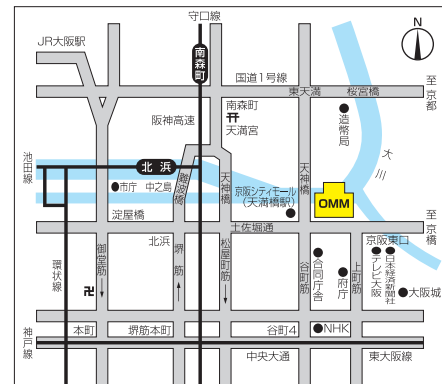 守口線
N
JR大阪駅
南森町
国道1号線
東天満
桜宮橋
至京都
阪神高速
南森町
天満宮
造幣局
大川
池田線
北浜
難波橋
天神橋
天満橋
京阪シティモール
(天満橋駅)
OMM
市庁
中之島
淀屋橋
土佐堀通
至京橋
北浜
京阪東口
環状線
御堂筋
堺筋
松屋町筋
谷町筋
合同庁舎
上町筋
府庁
テレビ大阪
日本経済新聞社
大阪城
本町
堺筋本町
谷町4
NHK
神戸線
中央大通
東大阪線